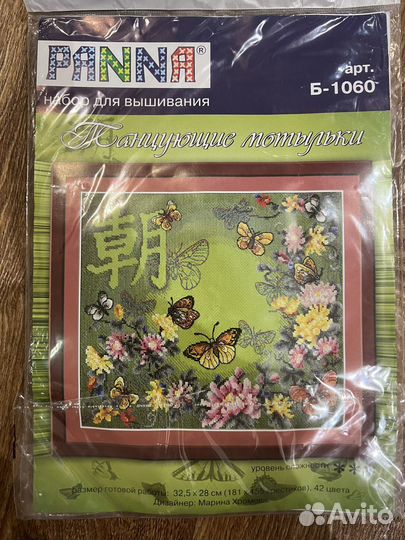 PANNA®
арт.
Б-1060
набор для вышивания
Танцующие мотыльки
朝
уровень сложности
размер готовой работы: 32,5 x 28 см (181 x 155 крестиков), 42 цвета
Дизайнер: Марина Хромова
Avito